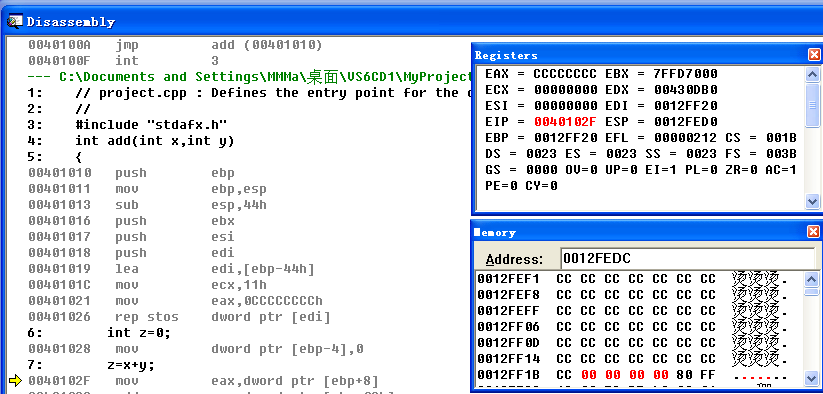 Disassembly
0040100A jmp add (00401010)
0040100F int 3
--- C:\Documents and Settings\MMMa\桌面\VS6CD1\MyProject
1: // project.cpp : Defines the entry point for the
2: //
3: #include "stdafx.h"
4: int add(int x,int y)
5: {
00401010 push ebp
00401011 mov ebp,esp
00401013 sub esp,44h
00401016 push ebx
00401017 push esi
00401018 push edi
00401019 lea edi,[ebp-44h]
0040101C mov ecx,11h
00401021 mov eax,0CCCCCCCCh
00401026 rep stos dword ptr [edi]
6: int z=0;
00401028 mov dword ptr [ebp-4],0
7: z=x+y;
0040102F mov eax,dword ptr [ebp+8]
Registers
EAX = CCCCCCCC EBX = 7FFD7000
ECX = 00000000 EDX = 00430DB0
ESI = 00000000 EDI = 0012FF20
EIP = 0040102F ESP = 0012FED0
EBP = 0012FF20 EFL = 00000212 CS = 001B
DS = 0023 ES = 0023 SS = 0023 FS = 003B
GS = 0000 OV=0 UP=0 EI=1 PL=0 ZR=0 AC=1
PE=0 CY=0
Memory
Address: 0012FEDC
0012FEF1 CC CC CC CC CC CC CC 烫烫烫.
0012FEF8 CC CC CC CC CC CC CC 烫烫烫.
0012FEFF CC CC CC CC CC CC CC 烫烫烫.
0012FF06 CC CC CC CC CC CC CC 烫烫烫.
0012FF0D CC CC CC CC CC CC CC 烫烫烫.
0012FF14 CC CC CC CC CC CC CC 烫烫烫.
0012FF1B CC 00 00 00 00 80 FF .......